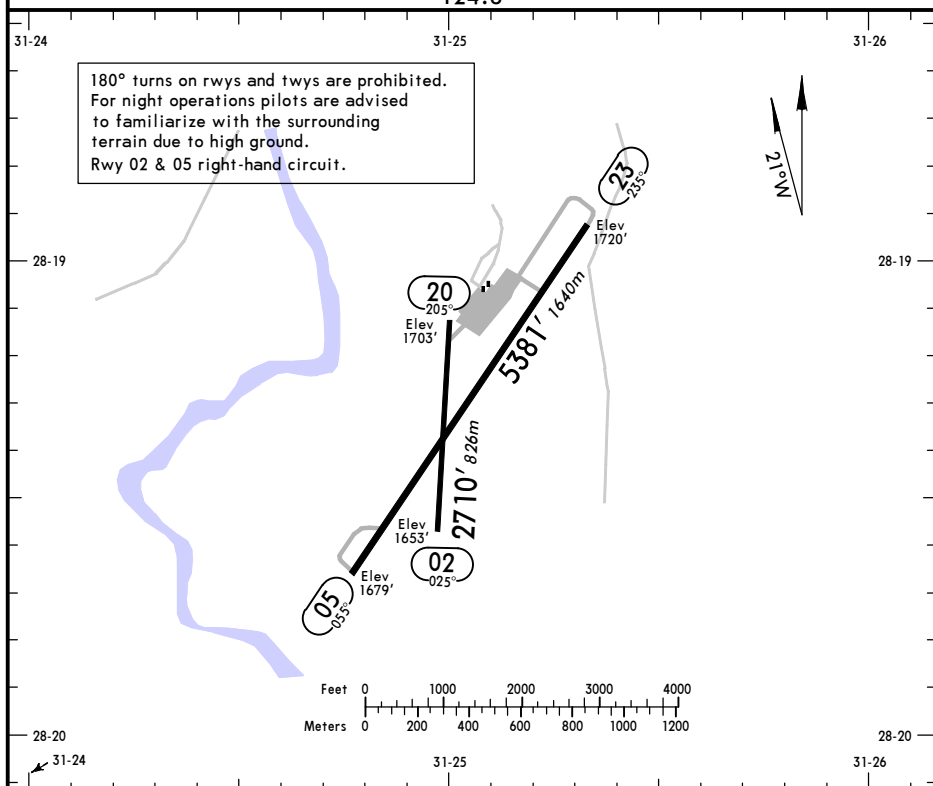 31-24
31-25
31-26
180° turns on rwys and twys are prohibited.
For night operations pilots are advised
to familiarize with the surrounding
terrain due to high ground.
Rwy 02 & 05 right-hand circuit.
21°W
23
235°
Elev
1720'
28-19
28-19
20
205°
Elev
1703'
5381' 1640m
2710' 826m
Elev
1653'
02
025°
Elev
1679'
05
055°
Feet 0 1000 2000 3000 4000
Meters 0 200 400 600 800 1000 1200
28-20
28-20
31-24
31-25
31-26